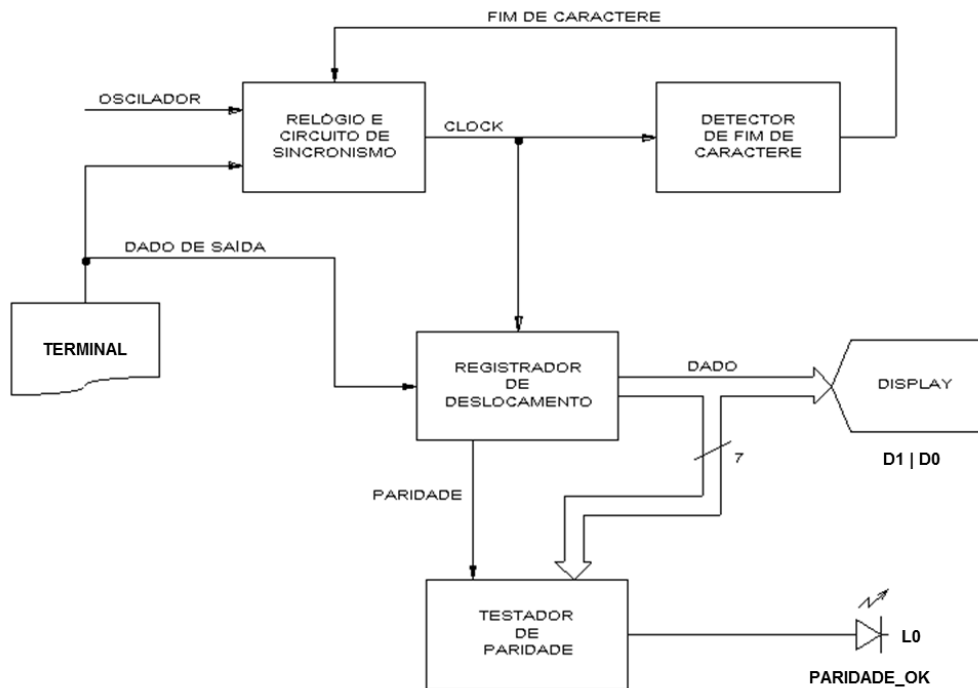 FIM DE CARACTERE
OSCILADOR
RELÓGIO E
CIRCUITO DE
SINCRONISMO
CLOCK
DETECTOR
DE FIM DE
CARACTERE
DADO DE SAÍDA
TERMINAL
REGISTRADOR
DE
DESLOCAMENTO
DADO
DISPLAY
7
D1 | D0
PARIDADE
TESTADOR
DE
PARIDADE
L0
PARIDADE_OK